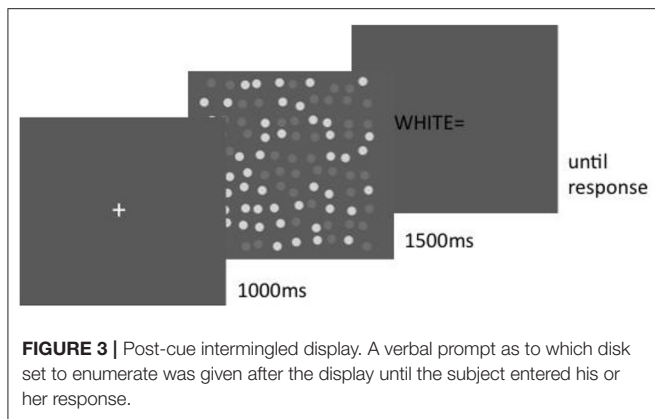 +
WHITE=
until
response
1500ms
1000ms
FIGURE 3 | Post-cue intermingled display. A verbal prompt as to which disk
set to enumerate was given after the display until the subject entered his or
her response.